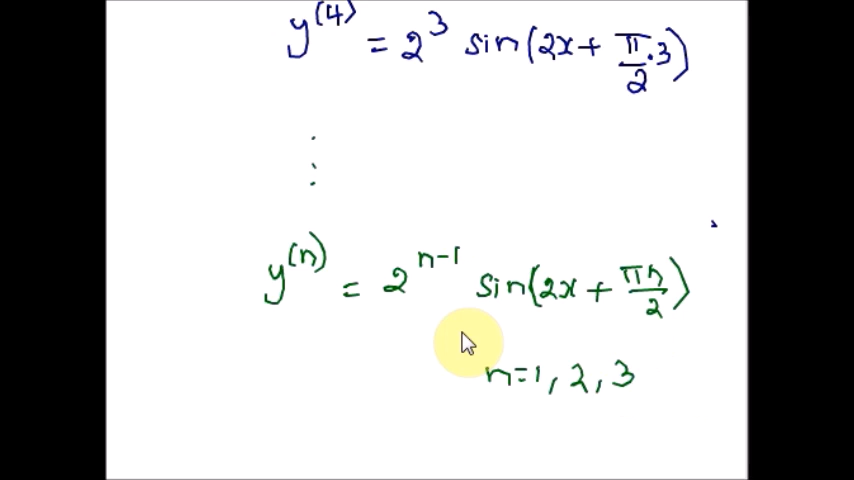 y^(4) = 2^3 sin(2x + π/2 · 3)
⋮
y^(n) = 2^(n-1) sin(2x + πn/2)
n=1, 2, 3